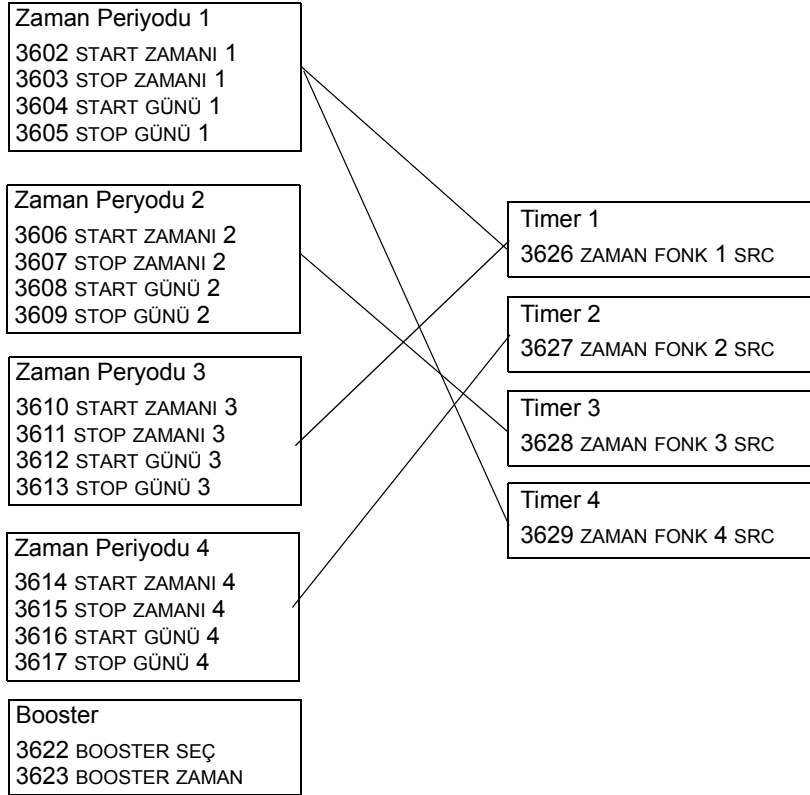 Zaman Periyodu 1
3602 START ZAMANI 1
3603 STOP ZAMANI 1
3604 START GÜNÜ 1
3605 STOP GÜNÜ 1
Zaman Peryodu 2
3606 START ZAMANI 2
3607 STOP ZAMANI 2
3608 START GÜNÜ 2
3609 STOP GÜNÜ 2
Zaman Peryodu 3
3610 START ZAMANI 3
3611 STOP ZAMANI 3
3612 START GÜNÜ 3
3613 STOP GÜNÜ 3
Zaman Periyodu 4
3614 START ZAMANI 4
3615 STOP ZAMANI 4
3616 START GÜNÜ 4
3617 STOP GÜNÜ 4
Booster
3622 BOOSTER SEÇ
3623 BOOSTER ZAMAN
Timer 1
3626 ZAMAN FONK 1 SRC
Timer 2
3627 ZAMAN FONK 2 SRC
Timer 3
3628 ZAMAN FONK 3 SRC
Timer 4
3629 ZAMAN FONK 4 SRC